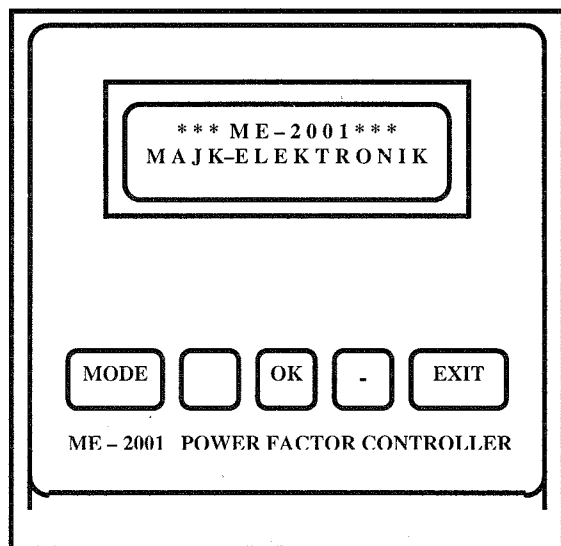 *** ME-2001***
MAJK-ELEKTRONIK
MODE OK - EXIT
ME – 2001 POWER FACTOR CONTROLLER